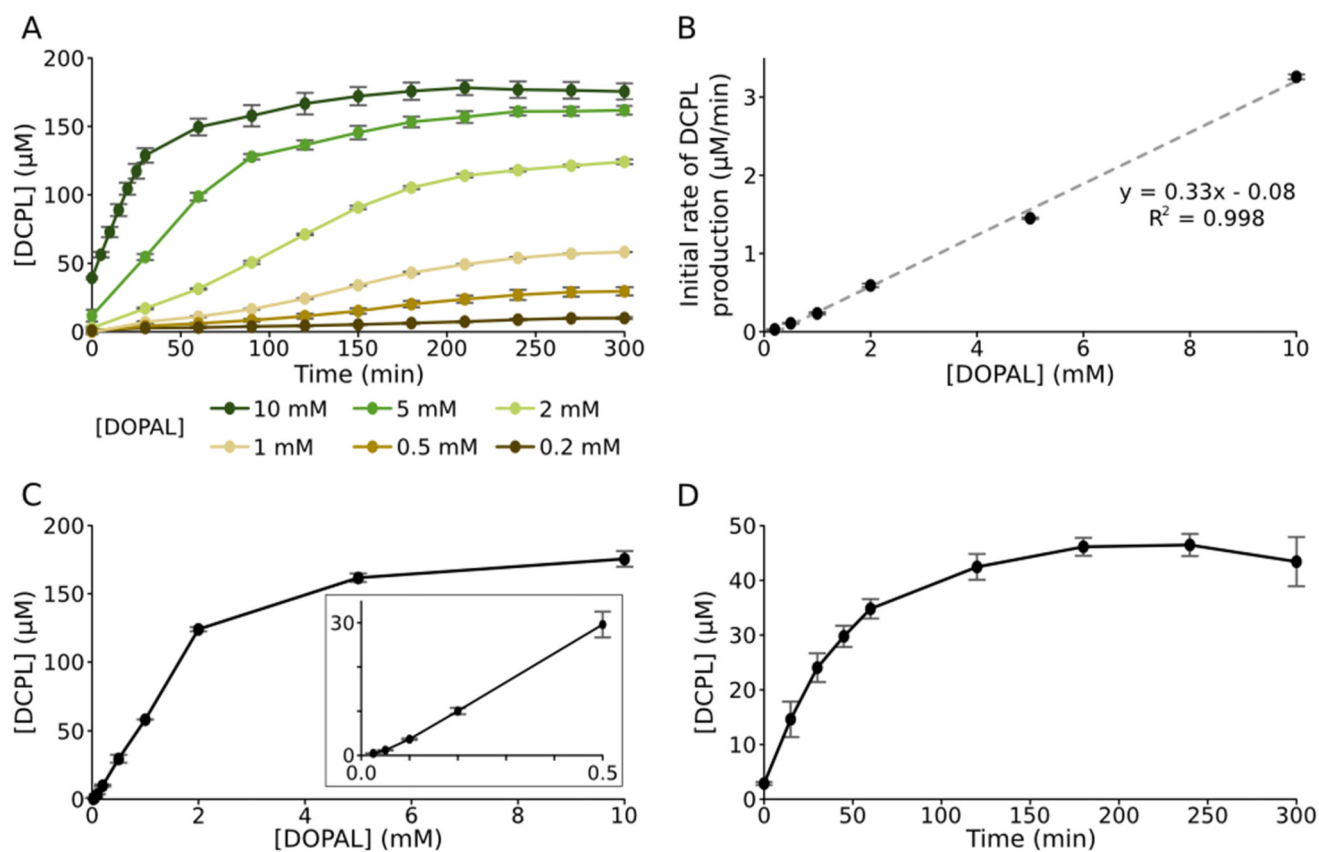 A
200
150
100
50
0
[DCPL] (µM)
0 50 100 150 200 250 300
Time (min)
[DOPAL]
10 mM 5 mM 2 mM
1 mM 0.5 mM 0.2 mM
B
3
2
1
0
Initial rate of DCPL
production (µM/min)
y = 0.33x - 0.08
R² = 0.998
0 2 4 6 8 10
[DOPAL] (mM)
C
200
150
100
50
0
[DCPL] (µM)
30
0
0.0 0.5
0 2 4 6 8 10
[DOPAL] (mM)
D
50
40
30
20
10
0
[DCPL] (µM)
0 50 100 150 200 250 300
Time (min)